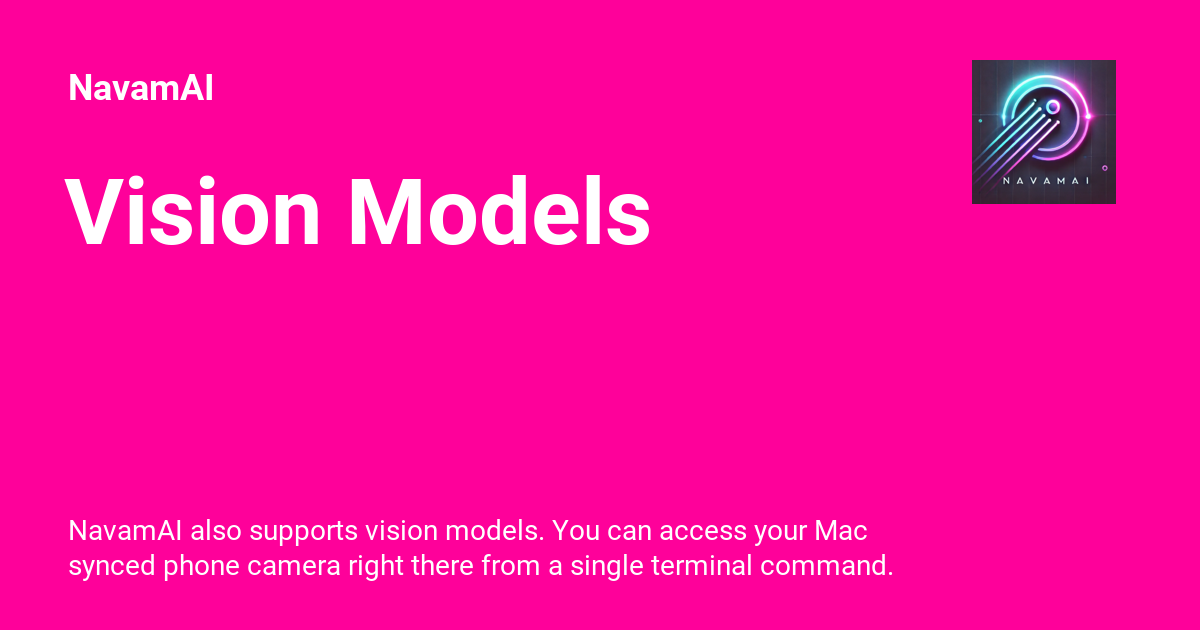 NavamAI
NAVAMAI
Vision Models
NavamAI also supports vision models. You can access your Mac
synced phone camera right there from a single terminal command.